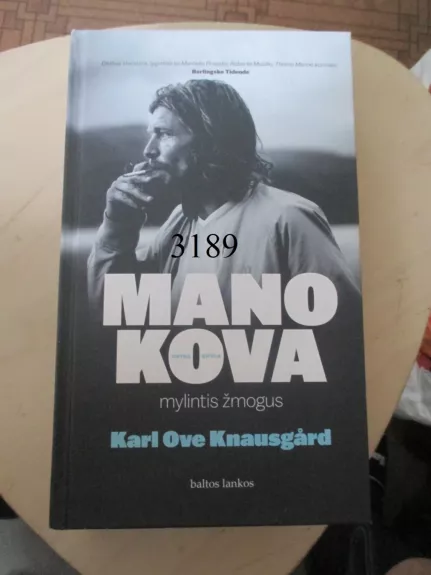 Berlingske Tidende
3189
MANO
KOVA
mylintis žmogus
Karl Ove Knausgård
baltos lankos